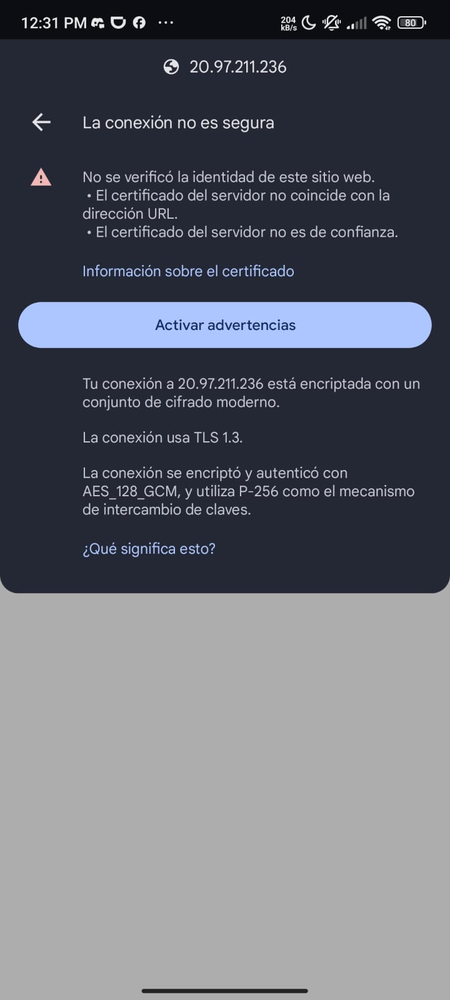 12:31 PM
204
kB/s
80
20.97.211.236
La conexión no es segura
No se verificó la identidad de este sitio web.
• El certificado del servidor no coincide con la
dirección URL.
• El certificado del servidor no es de confianza.
Información sobre el certificado
Activar advertencias
Tu conexión a 20.97.211.236 está encriptada con un
conjunto de cifrado moderno.
La conexión usa TLS 1.3.
La conexión se encriptó y autenticó con
AES_128_GCM, y utiliza P-256 como el mecanismo
de intercambio de claves.
¿Qué significa esto?